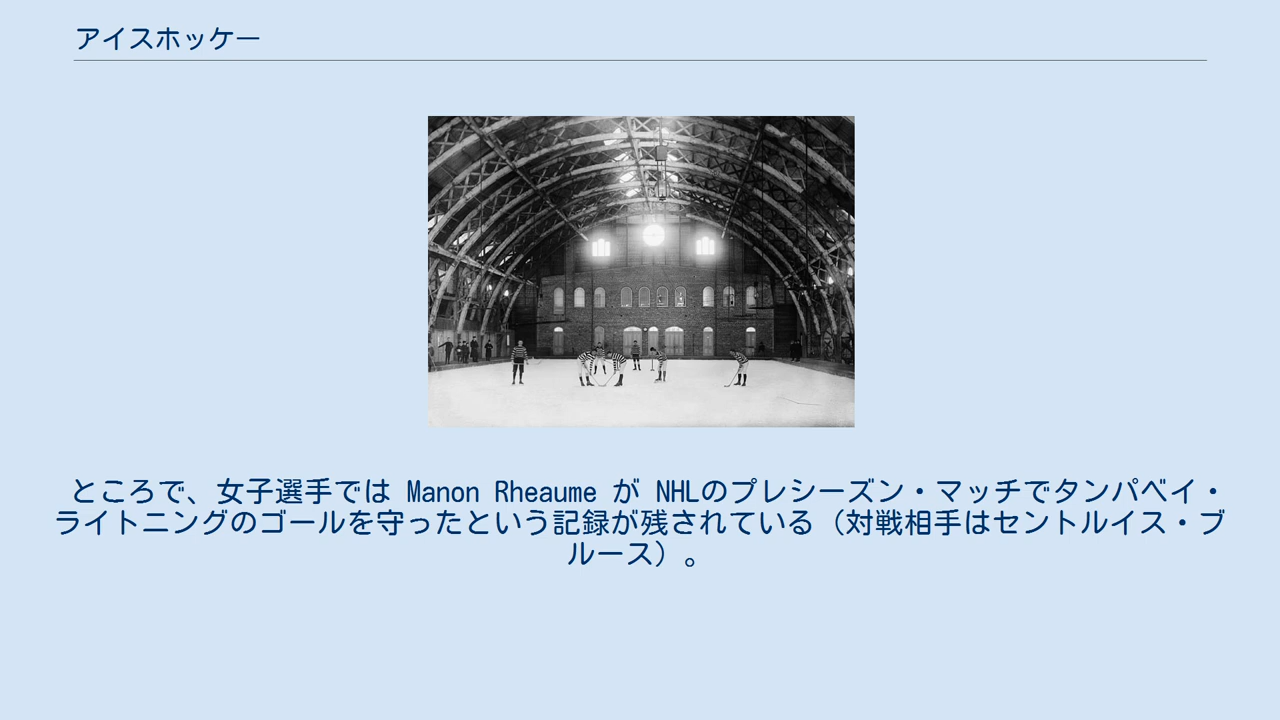 アイスホッケー
ところで、女子選手では Manon Rheaume が NHLのプレシーズン・マッチでタンパベイ・
ライトニングのゴールを守ったという記録が残されている（対戦相手はセントルイス・ブ
ルース）。